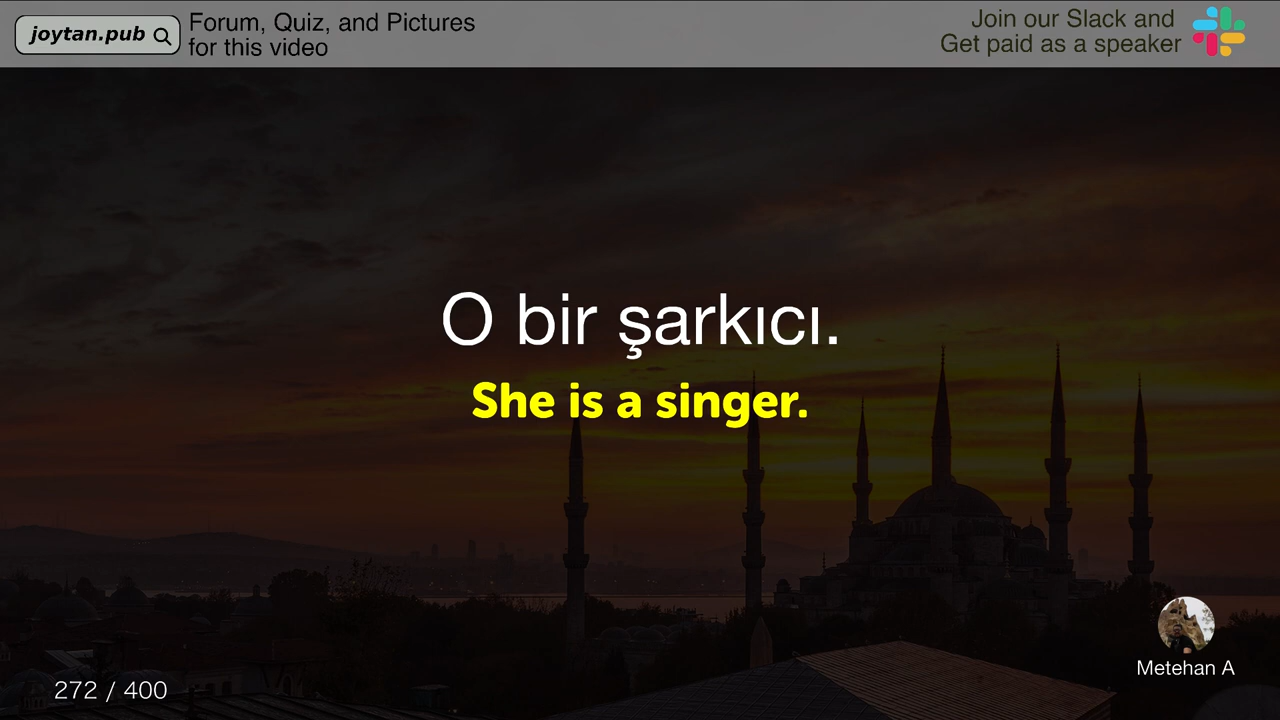 joytan.pub
Forum, Quiz, and Pictures
for this video
Join our Slack and
Get paid as a speaker
O bir şarkıcı.
She is a singer.
Metehan A
272 / 400